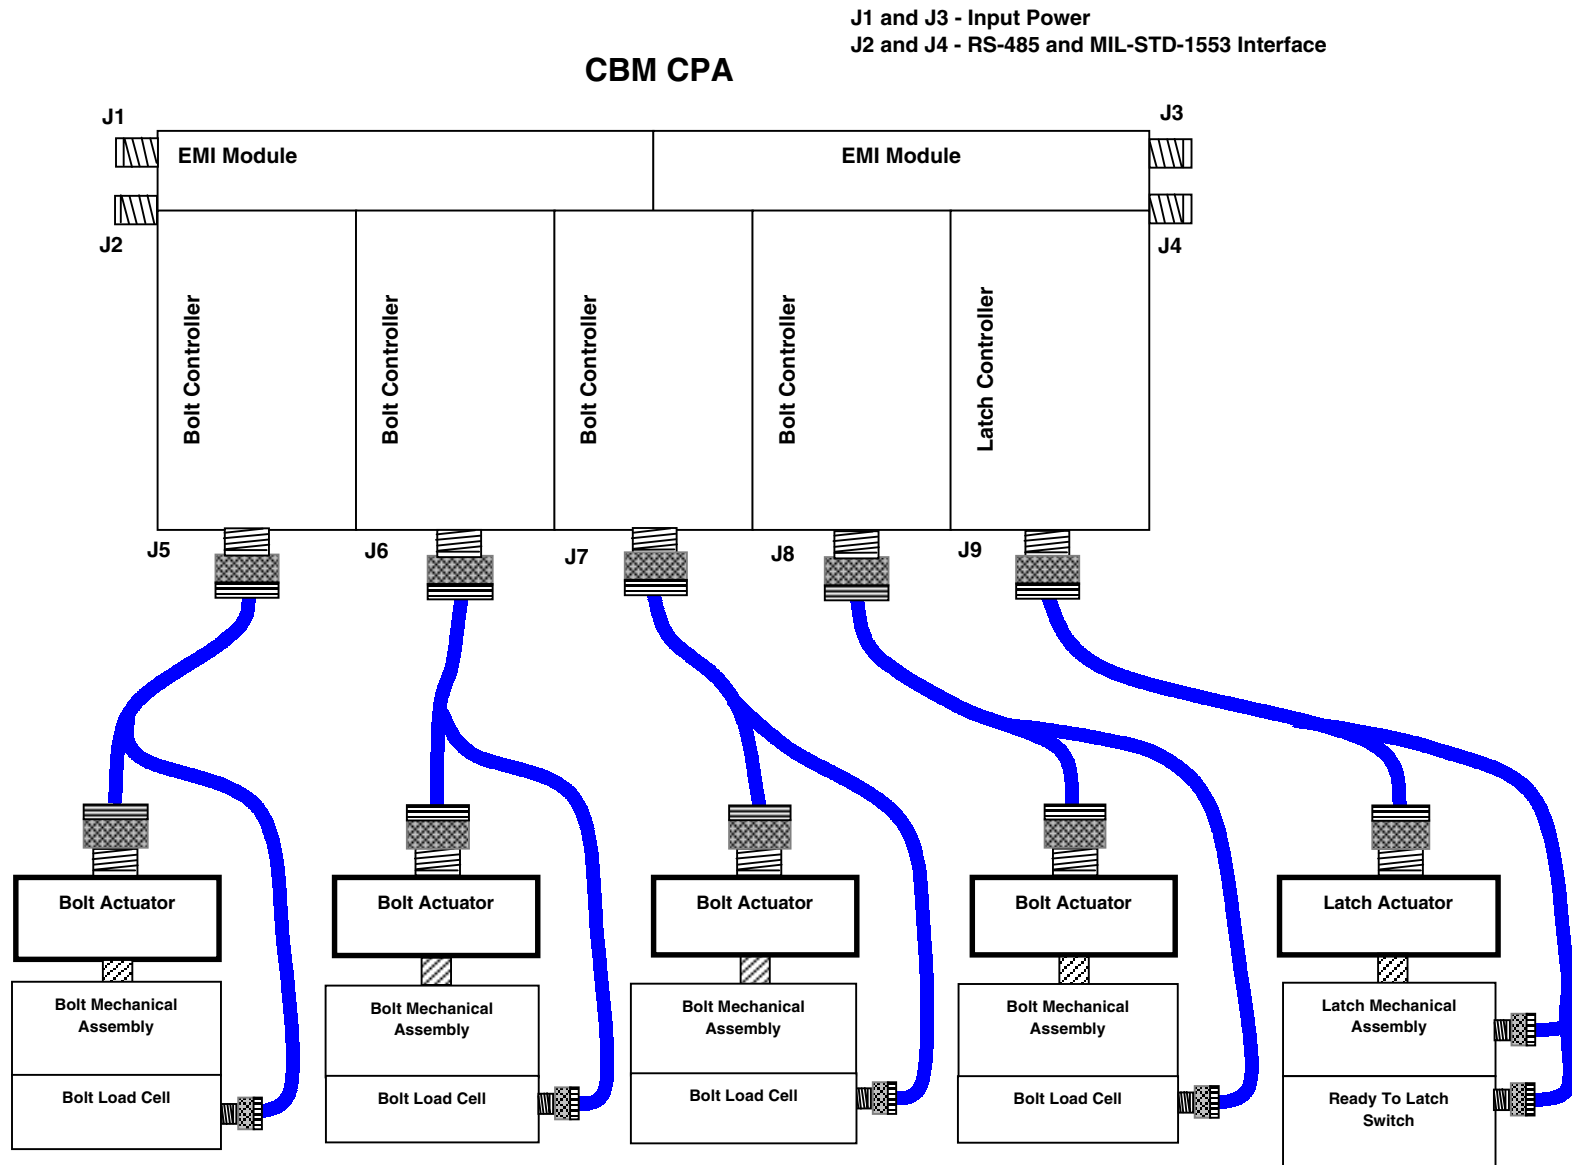 J1 and J3 - Input Power
J2 and J4 - RS-485 and MIL-STD-1553 Interface
CBM CPA
J1
J3
EMI Module
EMI Module
J2
J4
Bolt Controller
Bolt Controller
Bolt Controller
Bolt Controller
Latch Controller
J5
J6
J7
J8
J9
Bolt Actuator
Bolt Actuator
Bolt Actuator
Bolt Actuator
Latch Actuator
Bolt Mechanical
Assembly
Bolt Mechanical
Assembly
Bolt Mechanical
Assembly
Bolt Mechanical
Assembly
Latch Mechanical
Assembly
Bolt Load Cell
Bolt Load Cell
Bolt Load Cell
Bolt Load Cell
Ready To Latch
Switch